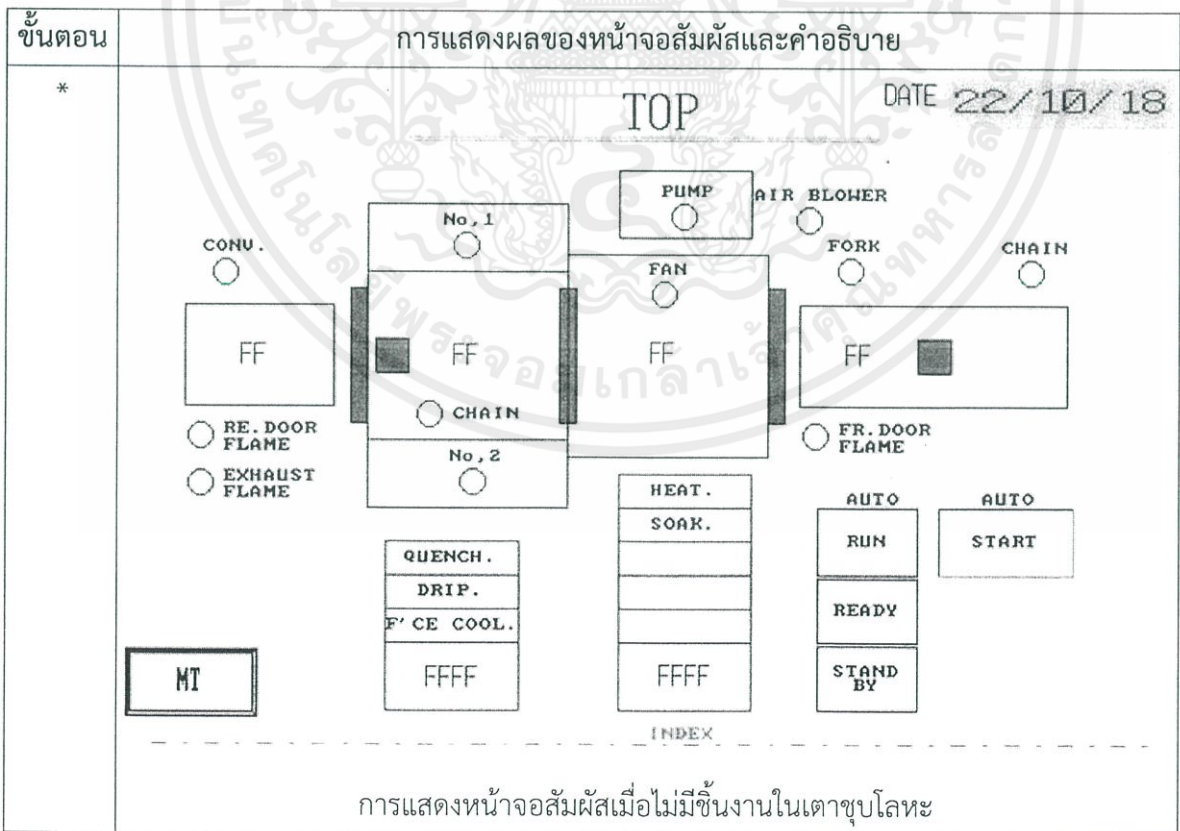 ขั้นตอน
การแสดงผลของหน้าจอสัมผัสและคำอธิบาย
*
TOP
DATE 22/10/18
PUMP
AIR BLOWER
No,1
CONV.
FORK
CHAIN
FAN
FF
FF
FF
FF
CHAIN
RE.DOOR
FLAME
FR.DOOR
FLAME
No,2
EXHAUST
FLAME
HEAT.
SOAK.
AUTO
AUTO
RUN
START
QUENCH.
DRIP.
F'CE COOL.
READY
MT
FFFF
FFFF
STAND
BY
INDEX
การแสดงหน้าจอสัมผัสเมื่อไม่มีชิ้นงานในเตาชุบโลหะ